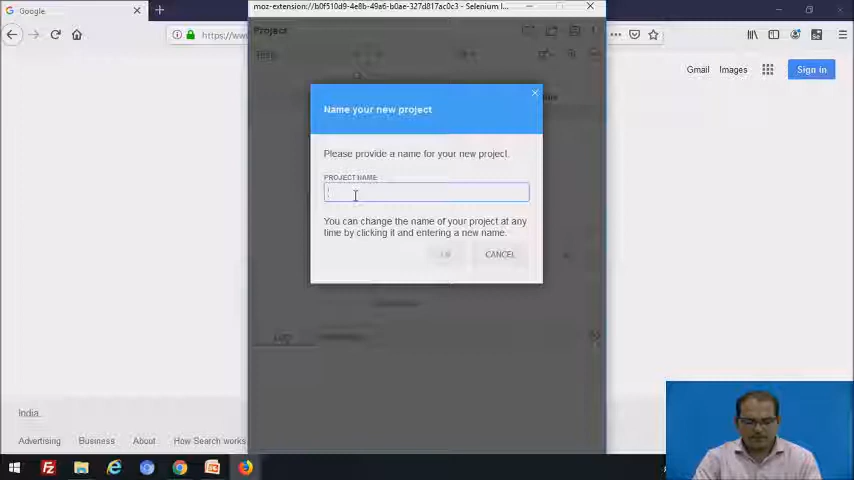 Google
moz-extension://b0f510d9-4e8b-49a6-b0ae-327d817ac0c3 - Selenium I...
https://ww
Project
Gmail Images
Sign in
Name your new project
Please provide a name for your new project.
PROJECT NAME
You can change the name of your project at any
time by clicking it and entering a new name.
CANCEL
India
Advertising Business About How Search works